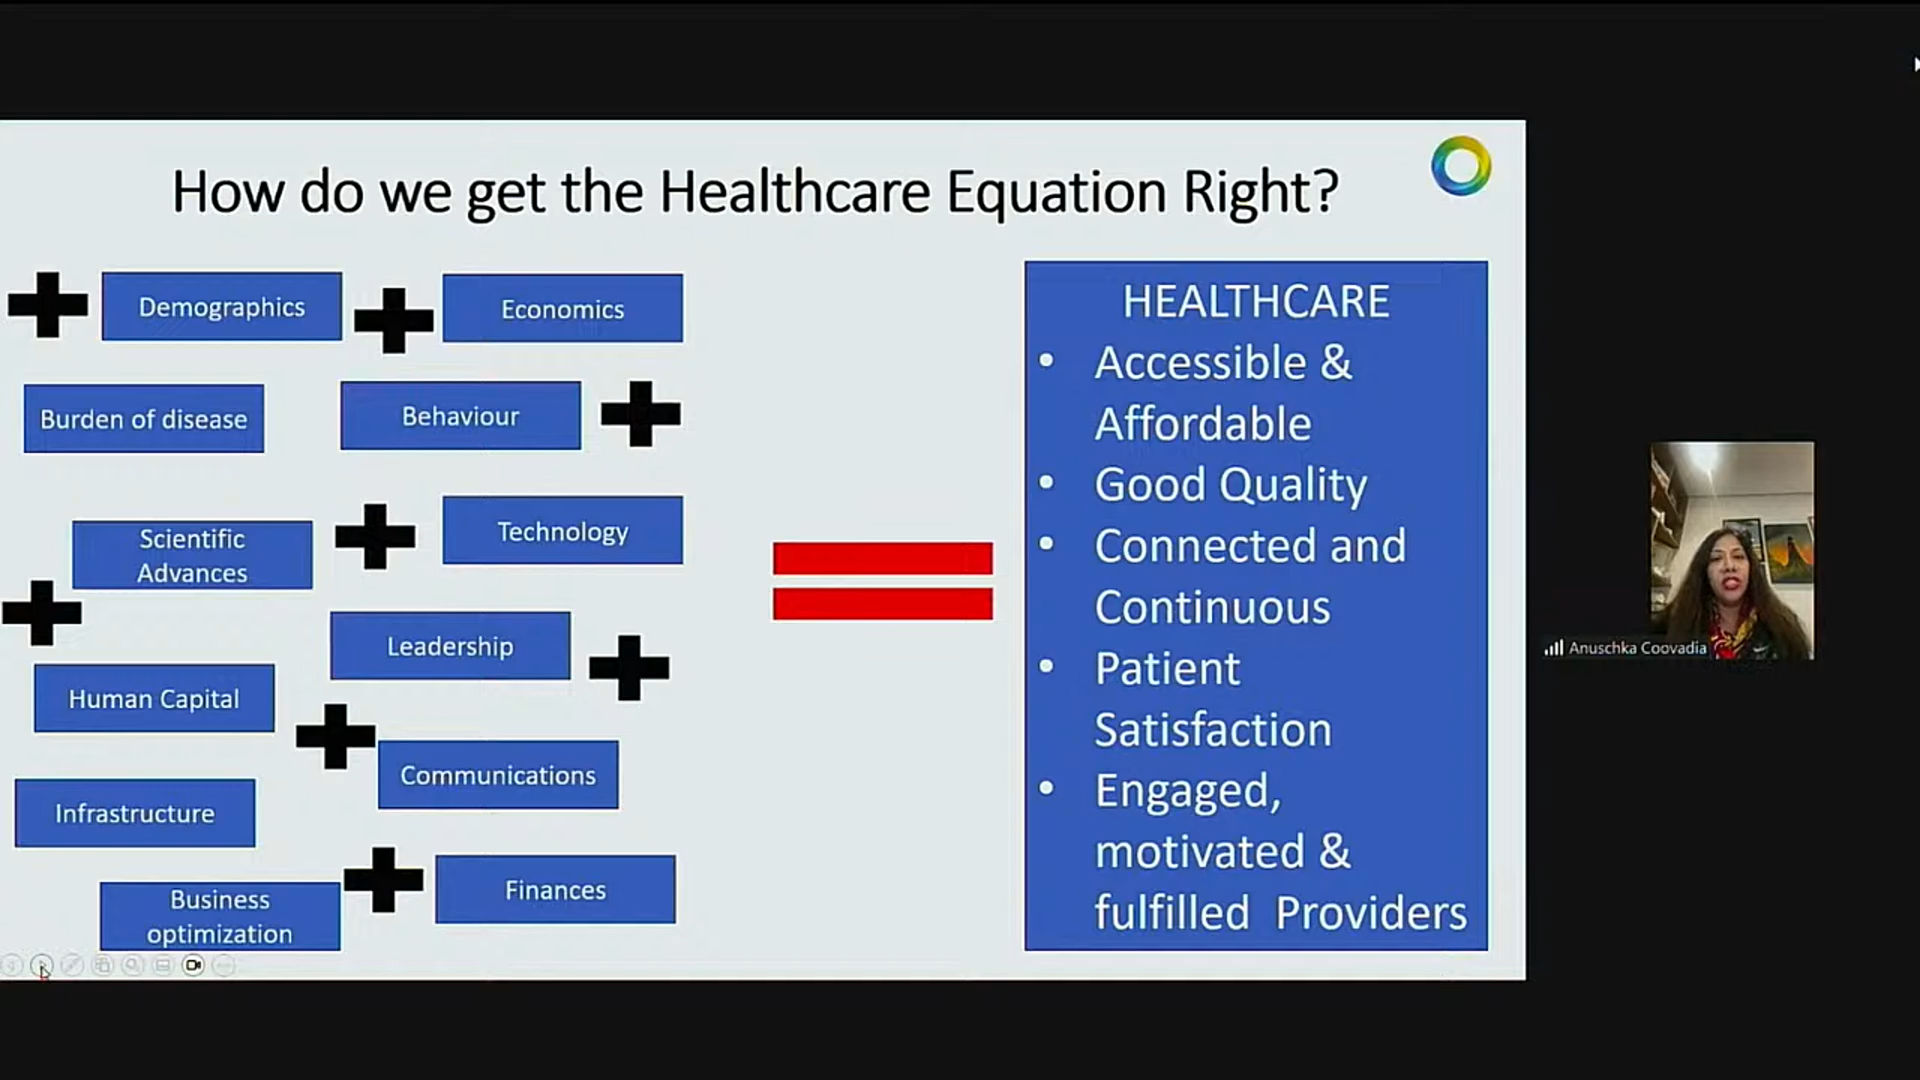 How do we get the Healthcare Equation Right?
Demographics
Economics
Burden of disease
Behaviour
Scientific
Advances
Technology
Leadership
Human Capital
Communications
Infrastructure
Business
optimization
Finances
HEALTHCARE
• Accessible &
Affordable
• Good Quality
• Connected and
Continuous
• Patient
Satisfaction
• Engaged,
motivated &
fulfilled Providers
Anuschka Coovadia